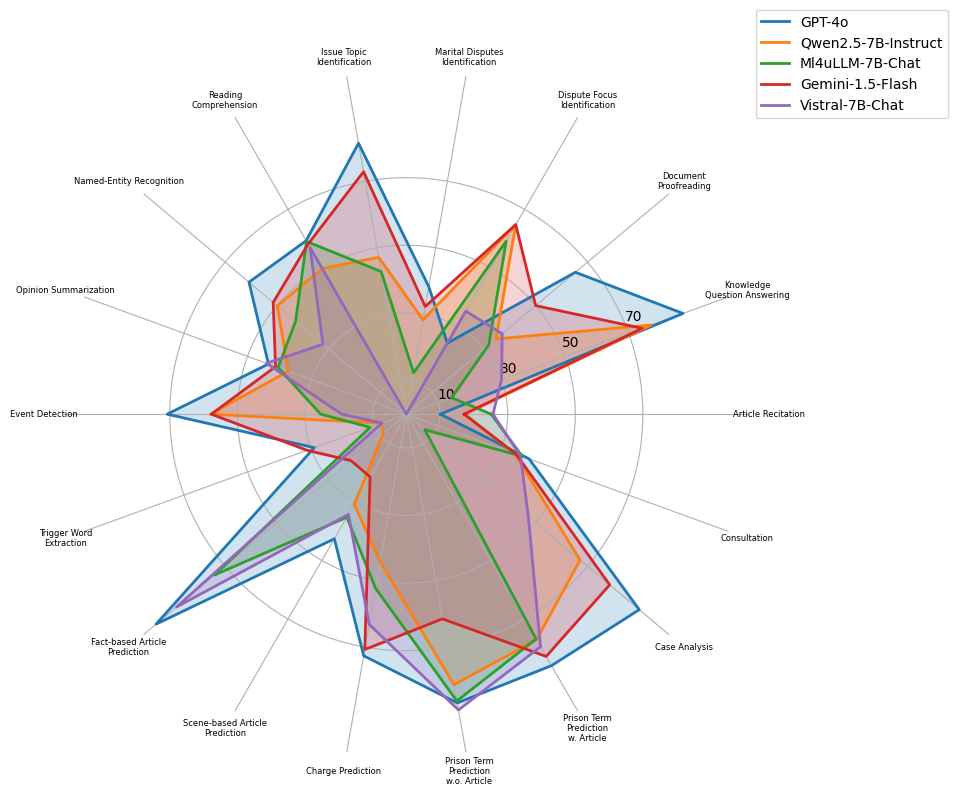 GPT-4o
Qwen2.5-7B-Instruct
Ml4uLLM-7B-Chat
Gemini-1.5-Flash
Vistral-7B-Chat
Issue Topic
Identification
Marital Disputes
Identification
Reading
Comprehension
Dispute Focus
Identification
Named-Entity Recognition
Document
Proofreading
Opinion Summarization
Knowledge
Question Answering
70
50
30
10
Event Detection
Article Recitation
Trigger Word
Extraction
Consultation
Fact-based Article
Prediction
Case Analysis
Scene-based Article
Prediction
Prison Term
Prediction
w. Article
Charge Prediction
Prison Term
Prediction
w.o. Article